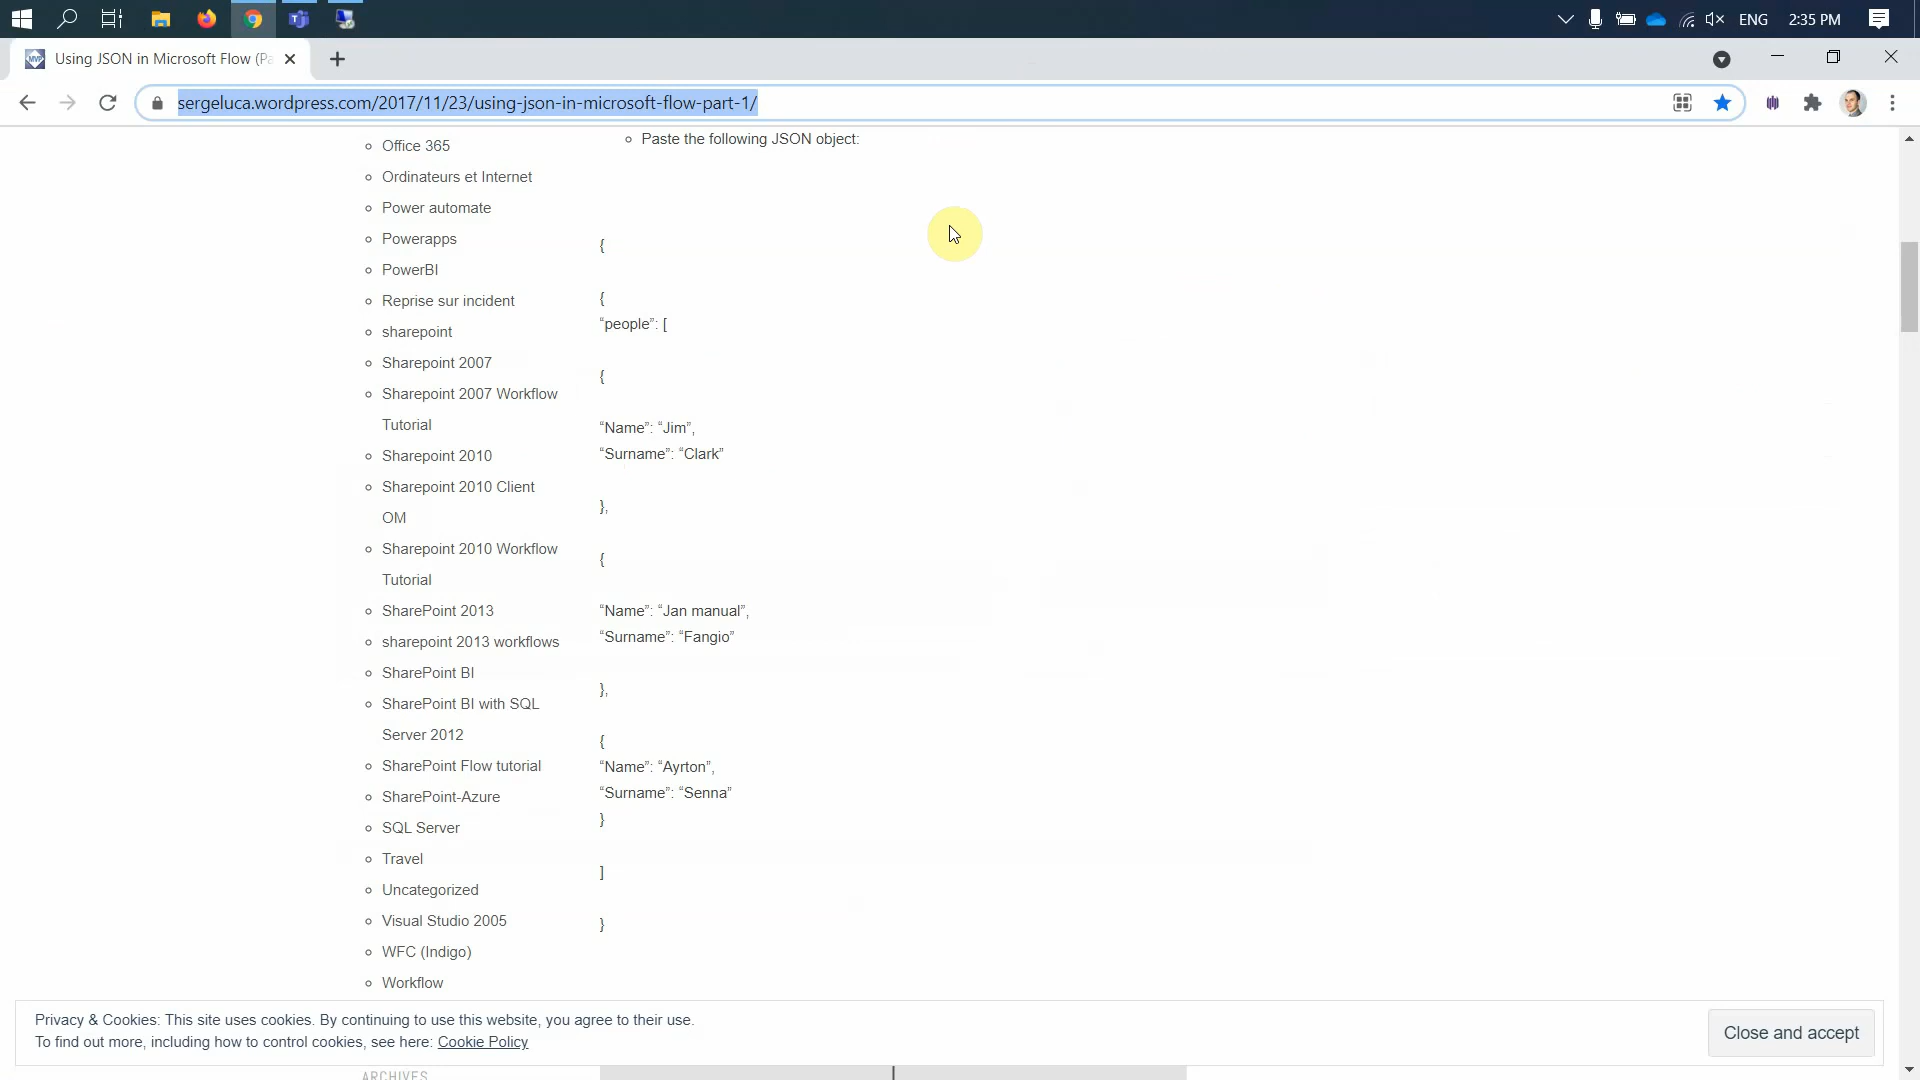 ENG
2:35 PM
Using JSON in Microsoft Flow (Pa
sergeluca.wordpress.com/2017/11/23/using-json-in-microsoft-flow-part-1/
Office 365
Ordinateurs et Internet
Power automate
Powerapps
PowerBI
Reprise sur incident
sharepoint
Sharepoint 2007
Sharepoint 2007 Workflow
Tutorial
Sharepoint 2010
Sharepoint 2010 Client
OM
Sharepoint 2010 Workflow
Tutorial
SharePoint 2013
sharepoint 2013 workflows
SharePoint BI
SharePoint BI with SQL
Server 2012
SharePoint Flow tutorial
SharePoint-Azure
SQL Server
Travel
Uncategorized
Visual Studio 2005
WFC (Indigo)
Workflow
ARCHIVES
Paste the following JSON object:
{
{
“people”: [
{
“Name”: “Jim”,
“Surname”: “Clark”
},
{
“Name”: “Jan manual”,
“Surname”: “Fangio”
},
{
“Name”: “Ayrton”,
“Surname”: “Senna”
}
]
}
Privacy & Cookies: This site uses cookies. By continuing to use this website, you agree to their use.
To find out more, including how to control cookies, see here: Cookie Policy
Close and accept